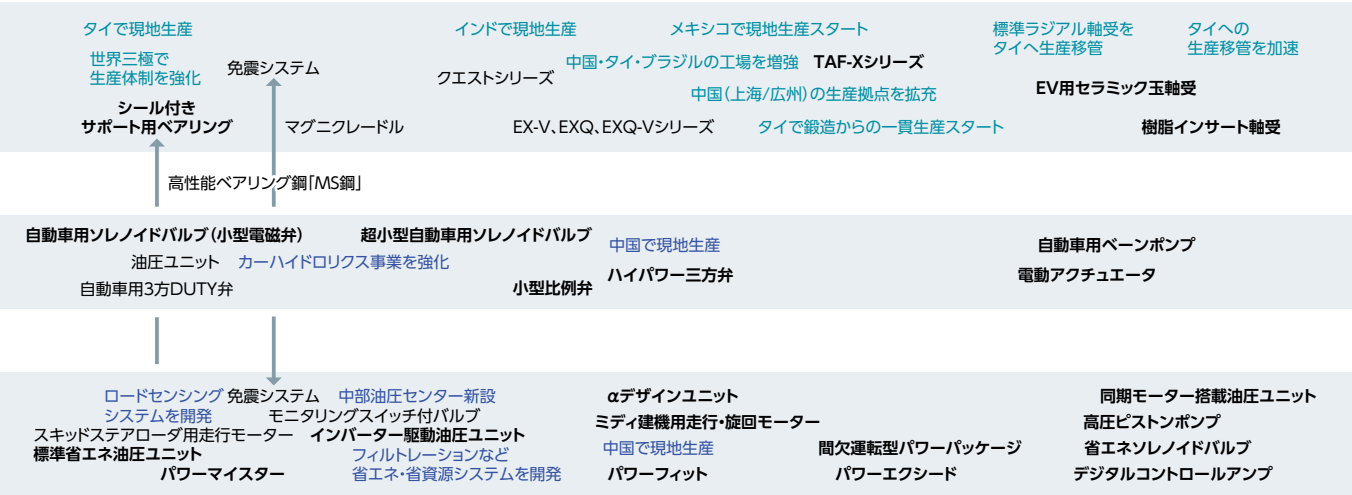 タイで現地生産
インドで現地生産
メキシコで現地生産スタート
標準ラジアル軸受を
タイへ生産移管
タイへの
生産移管を加速
世界三極で
生産体制を強化
免震システム
クエストシリーズ
中国・タイ・ブラジルの工場を増強
TAF-Xシリーズ
中国（上海/広州）の生産拠点を拡充
EV用セラミック玉軸受
シール付き
サポート用ベアリング
マグニクレードル
EX-V、EXQ、EXQ-Vシリーズ
タイで鍛造からの一貫生産スタート
樹脂インサート軸受
高性能ベアリング鋼「MS鋼」
自動車用ソレノイドバルブ（小型電磁弁）
超小型自動車用ソレノイドバルブ
中国で現地生産
自動車用ベーンポンプ
油圧ユニット
カーハイドロリクス事業を強化
ハイパワー三方弁
電動アクチュエータ
自動車用3方DUTY弁
小型比例弁
ロードセンシング
システムを開発
免震システム
中部油圧センター新設
αデザインユニット
同期モーター搭載油圧ユニット
モニタリングスイッチ付バルブ
ミディ建機用走行・旋回モーター
高圧ピストンポンプ
スキッドステアローダ用走行モーター
インバーター駆動油圧ユニット
標準省エネ油圧ユニット
フィルトレーションなど
省エネ・省資源システムを開発
中国で現地生産
間欠運転型パワーパッケージ
省エネソレノイドバルブ
パワーマイスター
パワーフィット
パワーエクシード
デジタルコントロールアンプ